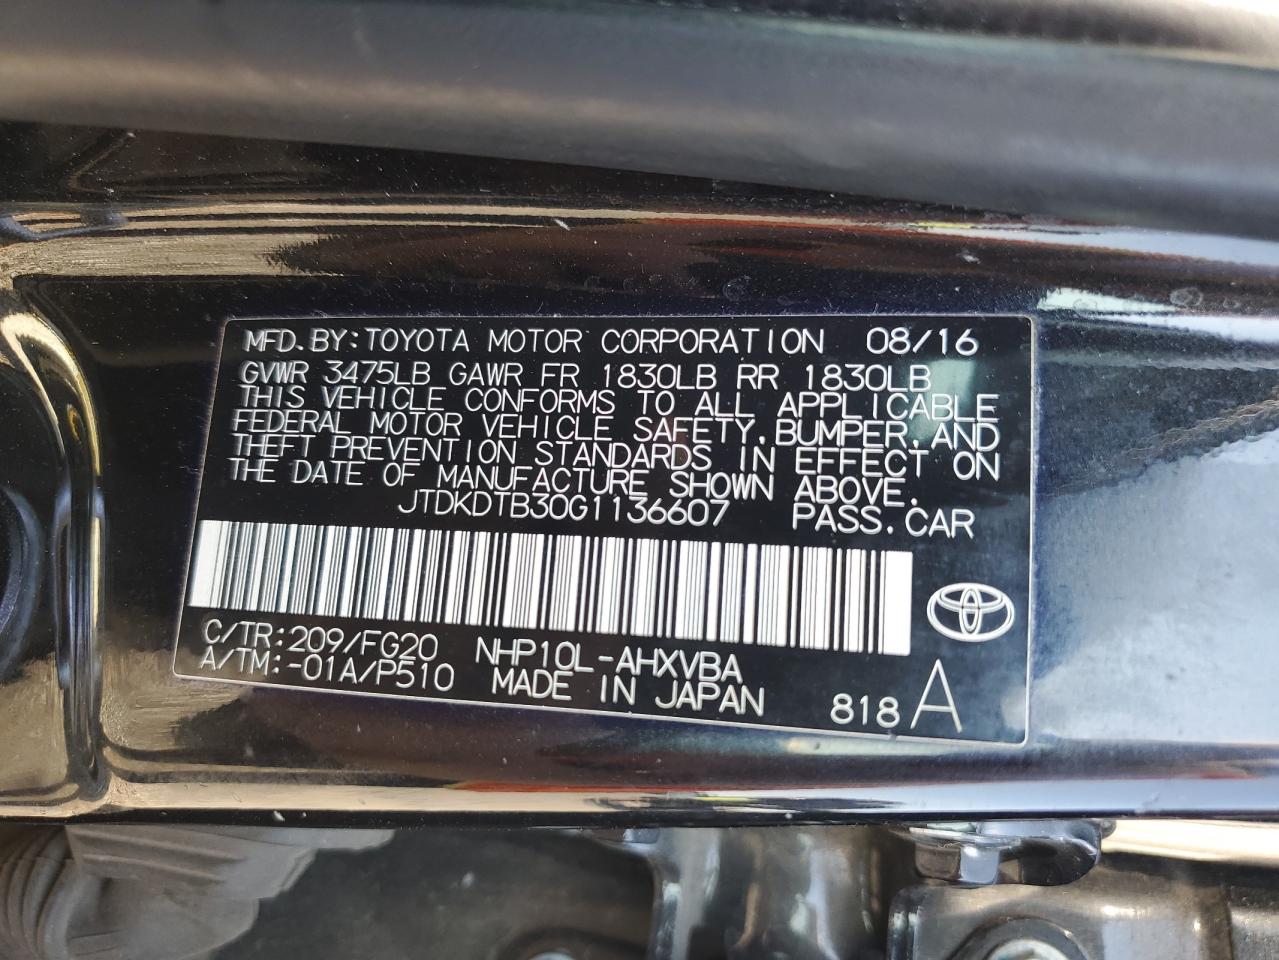 MFD. BY: TOYOTA MOTOR CORPORATION 08/16
GVWR 3475LB GAWR FR 1830LB RR 1830LB
THIS VEHICLE CONFORMS TO ALL APPLICABLE
FEDERAL MOTOR VEHICLE SAFETY, BUMPER, AND
THEFT PREVENTION STANDARDS IN EFFECT ON
THE DATE OF MANUFACTURE SHOWN ABOVE.
JTDKDTB30G1136607 PASS. CAR
C/TR: 209/FG20 NHP10L-AHXVBA
A/TM: -01A/P510 MADE IN JAPAN 818 A